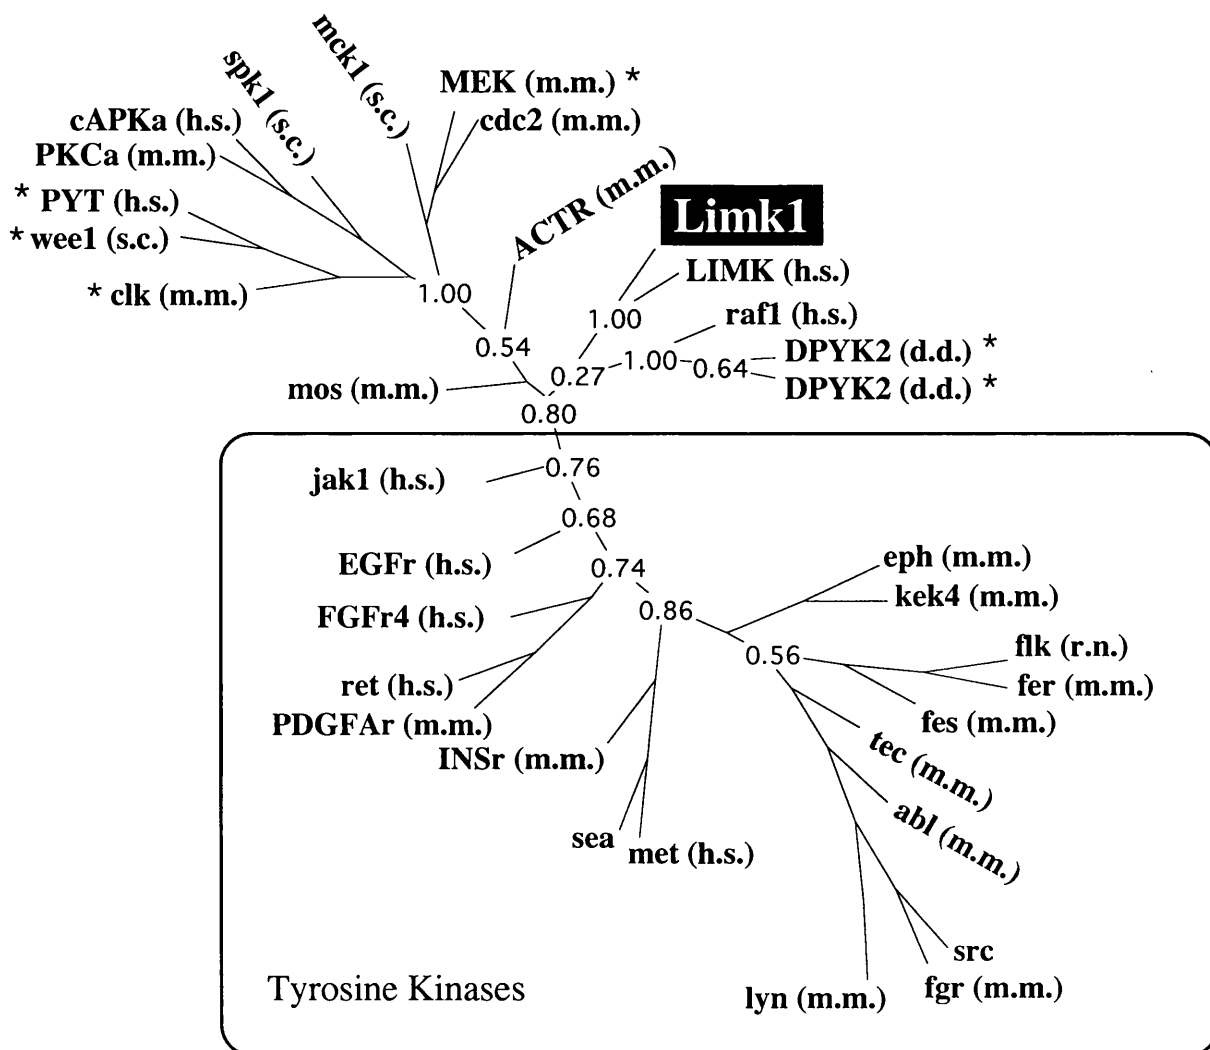 mck1 (s.c.)
spk1 (s.c.)
MEK (m.m.) *
cAPKa (h.s.)
cdc2 (m.m.)
PKCa (m.m.)
* PYT (h.s.)
ACTR (m.m.)
Limk1
* wee1 (s.c.)
LIMK (h.s.)
* clk (m.m.)
1.00
1.00
raf1 (h.s.)
0.54
1.00
DPYK2 (d.d.) *
0.27
0.64
mos (m.m.)
DPYK2 (d.d.) *
0.80
jak1 (h.s.)
0.76
0.68
EGFr (h.s.)
0.74
eph (m.m.)
kek4 (m.m.)
FGFr4 (h.s.)
0.86
0.56
flk (r.n.)
ret (h.s.)
fer (m.m.)
PDGFAr (m.m.)
fes (m.m.)
INSr (m.m.)
tec (m.m.)
abl (m.m.)
sea
met (h.s.)
src
Tyrosine Kinases
lyn (m.m.)
fgr (m.m.)